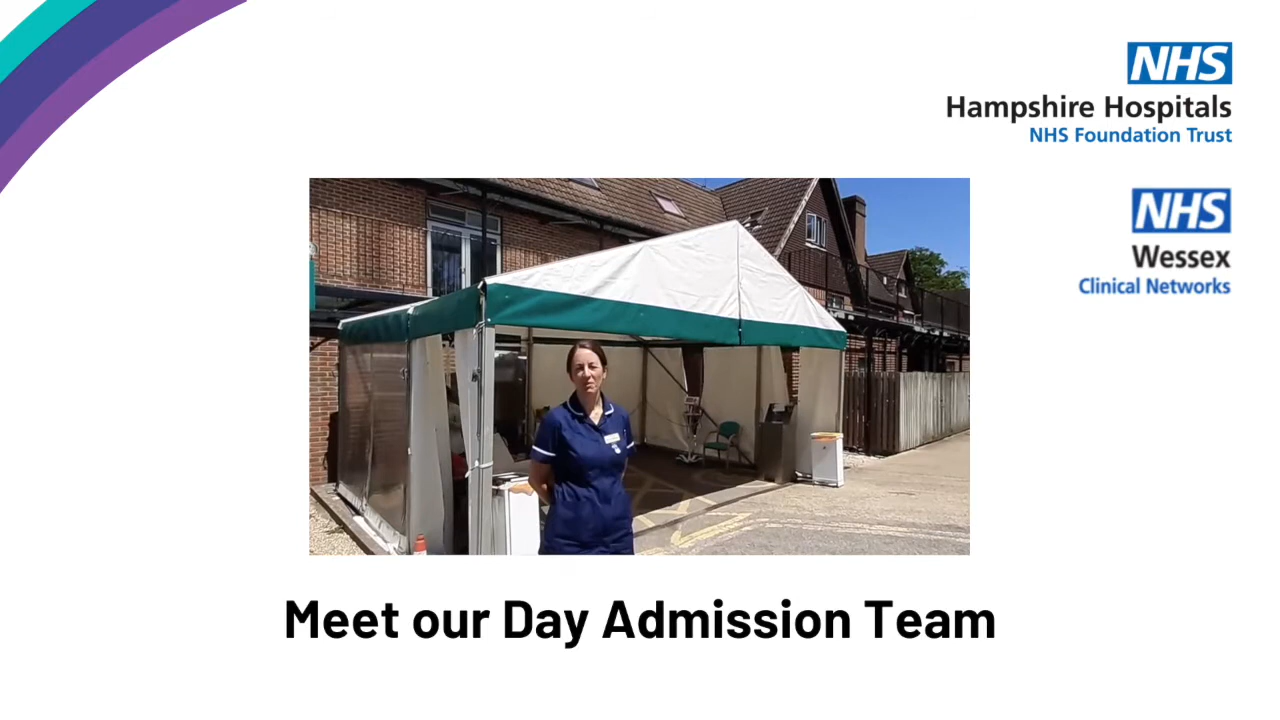 NHS
Hampshire Hospitals
NHS Foundation Trust
NHS
Wessex
Clinical Networks
Meet our Day Admission Team